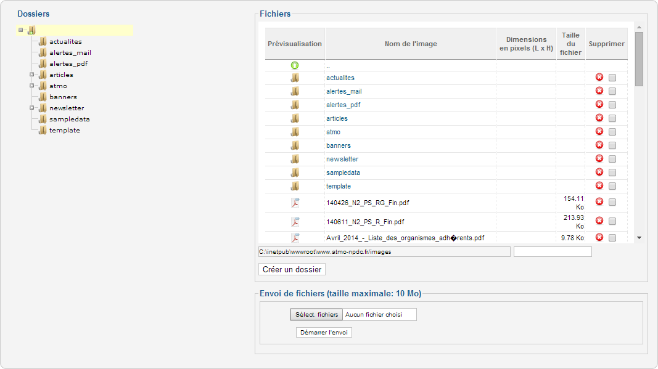 Dossiers
actualites
alertes_mail
alertes_pdf
articles
atmo
banners
newsletter
sampledata
template
Fichiers
Prévisualisation Nom de l'image Dimensions en pixels (L x H) Taille du fichier Supprimer
..
actualites
alertes_mail
alertes_pdf
articles
atmo
banners
newsletter
sampledata
template
140428_N2_PS_RG_Fin.pdf 154.11 Ko
140611_N2_PS_R_Fin.pdf 213.93 Ko
Avril_2014_-_Liste_des_organismes_adh�rents.pdf 9.78 Ko
C:\inetpub\wwwroot\www.atmo-npdc.fr/images
Créer un dossier
Envoi de fichiers (taille maximale: 10 Mo)
Sélect. fichiers Aucun fichier choisi
Démarrer l'envoi